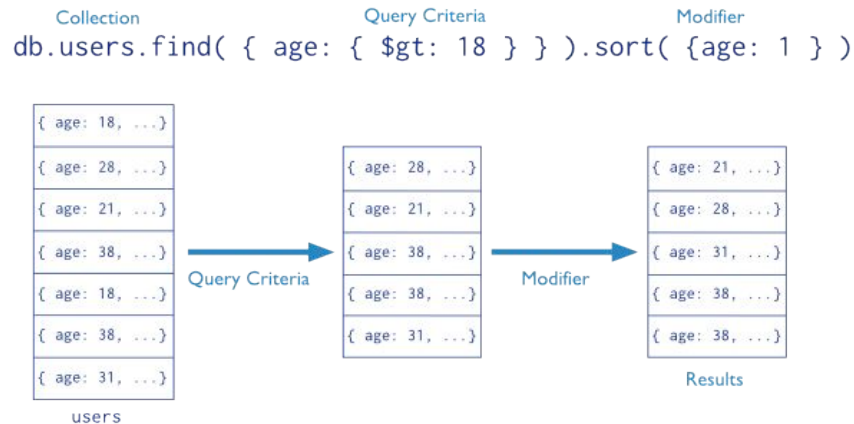 Collection Query Criteria Modifier
db.users.find( { age: { $gt: 18 } } ).sort( {age: 1 } )
{ age: 18, ...}
{ age: 28, ...}
{ age: 21, ...}
{ age: 38, ...}
{ age: 18, ...}
{ age: 38, ...}
{ age: 31, ...}
users
Query Criteria
{ age: 28, ...}
{ age: 21, ...}
{ age: 38, ...}
{ age: 38, ...}
{ age: 31, ...}
Modifier
{ age: 21, ...}
{ age: 28, ...}
{ age: 31, ...}
{ age: 38, ...}
{ age: 38, ...}
Results